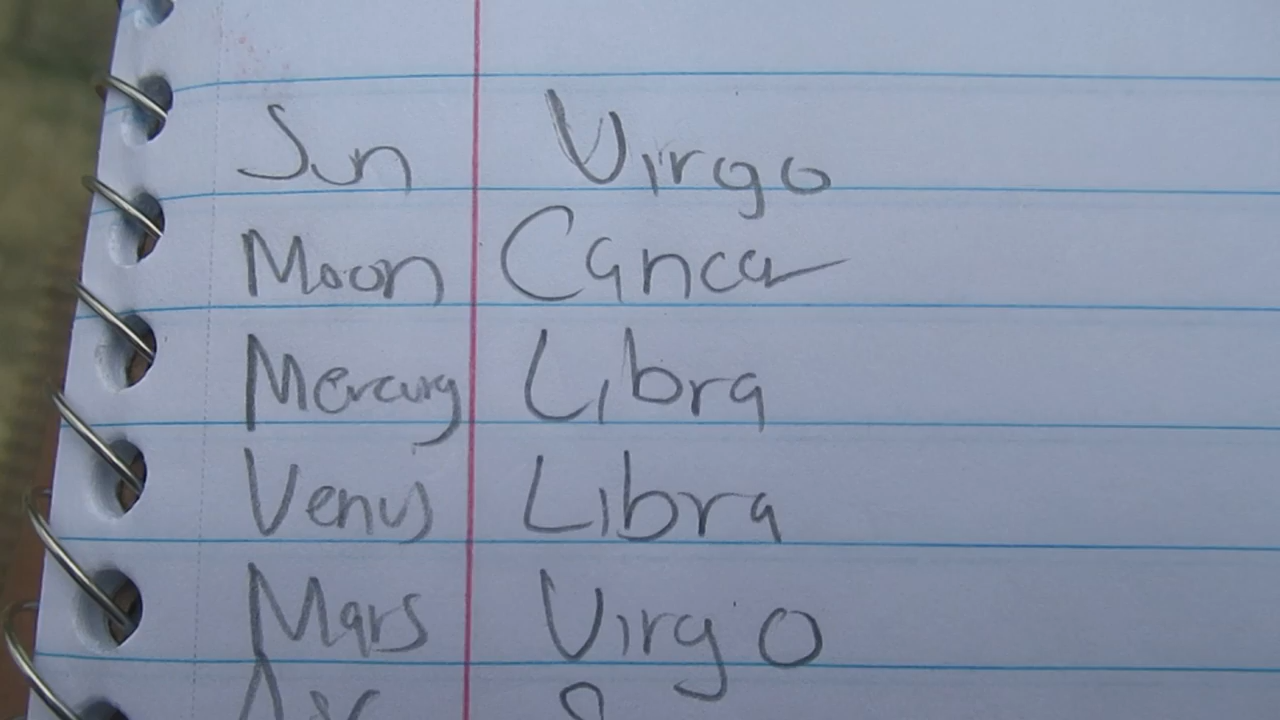 Sun Virgo
Moon Cancer
Mercury Libra
Venus Libra
Mars Virgo